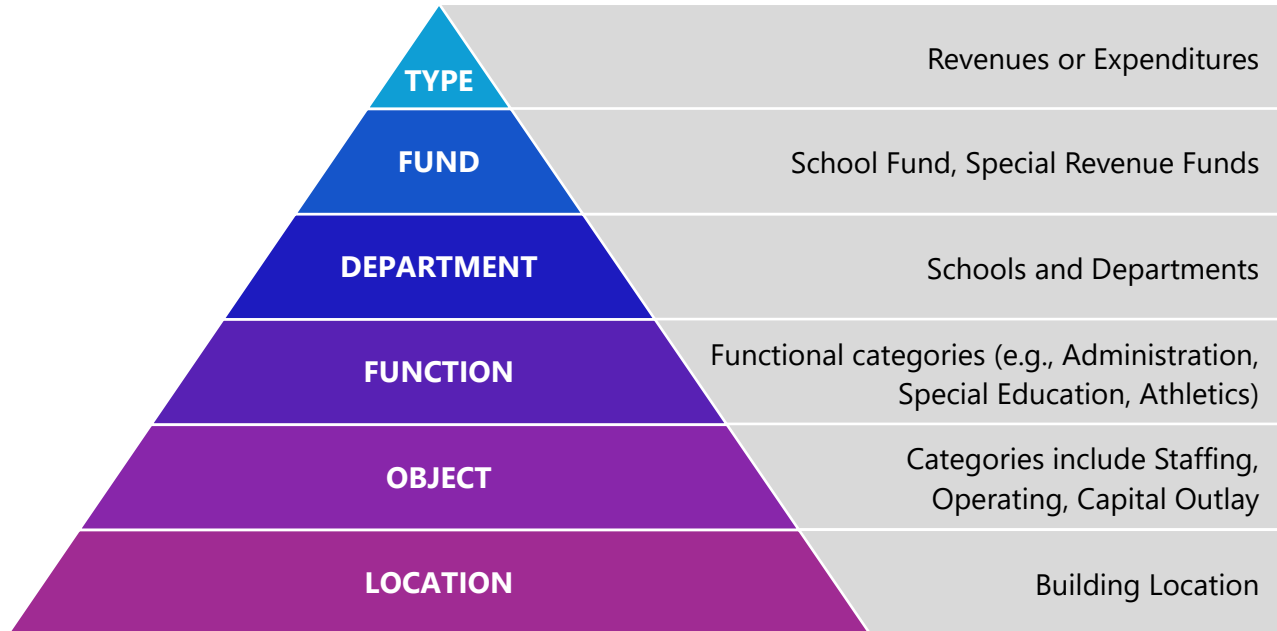 TYPE
Revenues or Expenditures
FUND
School Fund, Special Revenue Funds
DEPARTMENT
Schools and Departments
FUNCTION
Functional categories (e.g., Administration,
Special Education, Athletics)
OBJECT
Categories include Staffing,
Operating, Capital Outlay
LOCATION
Building Location